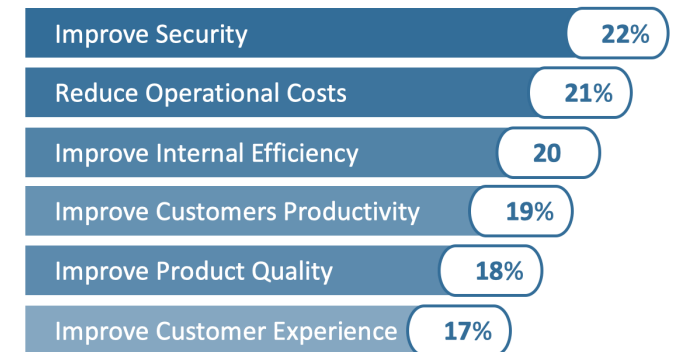 Improve Security 22%
Reduce Operational Costs 21%
Improve Internal Efficiency 20
Improve Customers Productivity 19%
Improve Product Quality 18%
Improve Customer Experience 17%